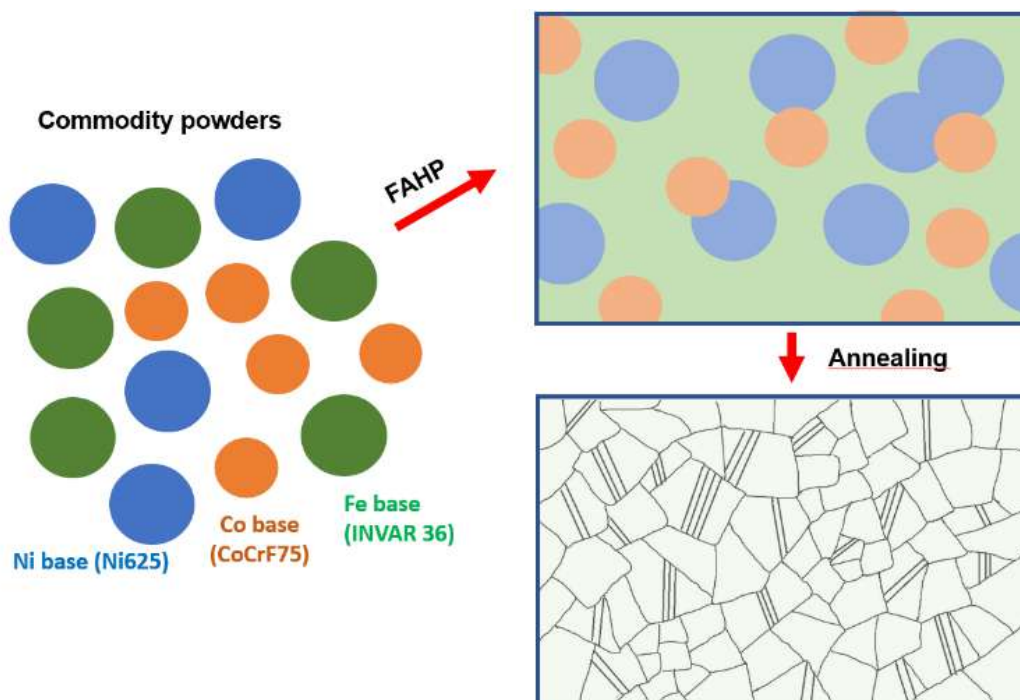 Commodity powders
FAHP
Annealing
Fe base
(INVAR 36)
Co base
(CoCrF75)
Ni base (Ni625)